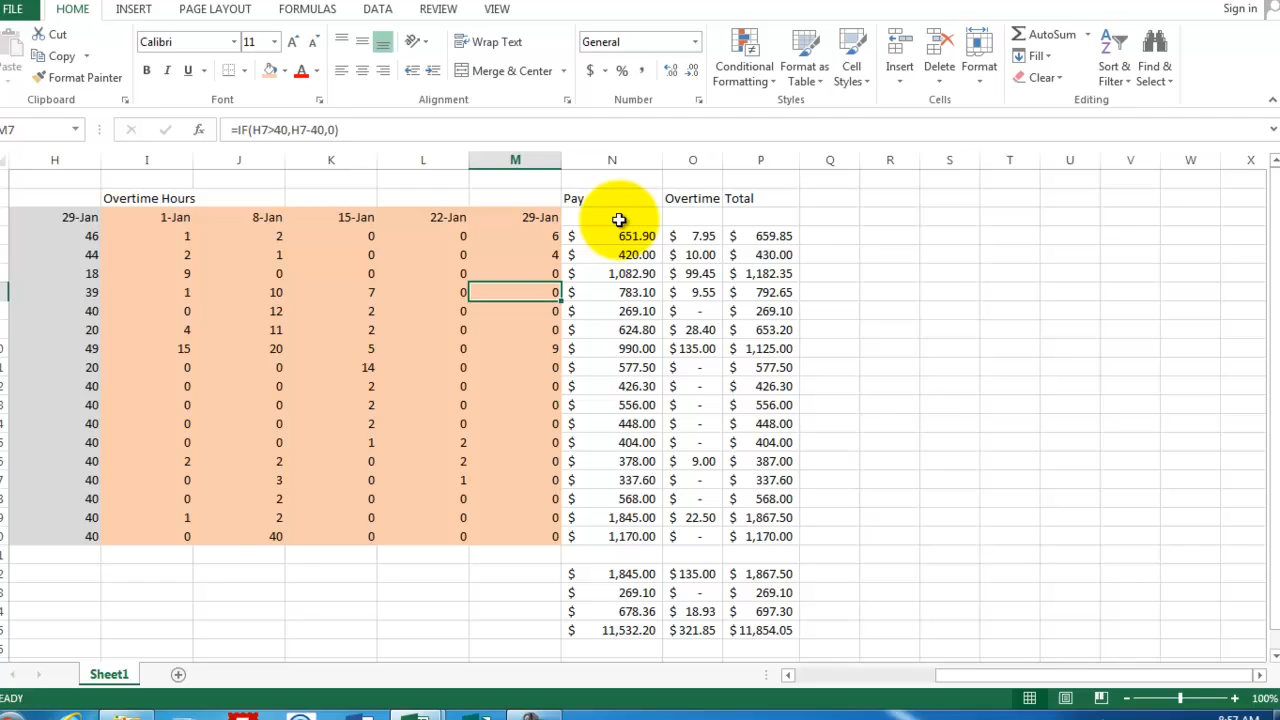 FILE HOME INSERT PAGE LAYOUT FORMULAS DATA REVIEW VIEW Sign in
Cut Calibri 11 Wrap Text General AutoSum
Copy Fill
Paste Format Painter B I U Merge & Center $ % Conditional Formatting Format as Table Cell Styles Insert Delete Format Clear Sort & Filter Find & Select
Clipboard Font Alignment Number Styles Cells Editing
M7 fx =IF(H7>40,H7-40,0)
H I J K L M N O P Q R S T U V W X
Overtime Hours Pay Overtime Total
29-Jan 1-Jan 8-Jan 15-Jan 22-Jan 29-Jan
46 1 2 0 0 6 $ 651.90 $ 7.95 $ 659.85
44 2 1 0 0 4 $ 420.00 $ 10.00 $ 430.00
18 9 0 0 0 0 $ 1,082.90 $ 99.45 $ 1,182.35
39 1 10 7 0 0 $ 783.10 $ 9.55 $ 792.65
40 0 12 2 0 0 $ 269.10 $ - $ 269.10
20 4 11 2 0 0 $ 624.80 $ 28.40 $ 653.20
49 15 20 5 0 9 $ 990.00 $135.00 $ 1,125.00
20 0 0 14 0 0 $ 577.50 $ - $ 577.50
40 0 0 2 0 0 $ 426.30 $ - $ 426.30
40 0 0 2 0 0 $ 556.00 $ - $ 556.00
40 0 0 2 0 0 $ 448.00 $ - $ 448.00
40 0 0 1 2 0 $ 404.00 $ - $ 404.00
40 2 2 0 2 0 $ 378.00 $ 9.00 $ 387.00
40 0 3 0 1 0 $ 337.60 $ - $ 337.60
40 0 2 0 0 0 $ 568.00 $ - $ 568.00
40 1 2 0 0 0 $ 1,845.00 $ 22.50 $ 1,867.50
40 0 40 0 0 0 $ 1,170.00 $ - $ 1,170.00
$ 1,845.00 $135.00 $ 1,867.50
$ 269.10 $ - $ 269.10
$ 678.36 $ 18.93 $ 697.30
$ 11,532.20 $ 321.85 $ 11,854.05
Sheet1
READY 100%